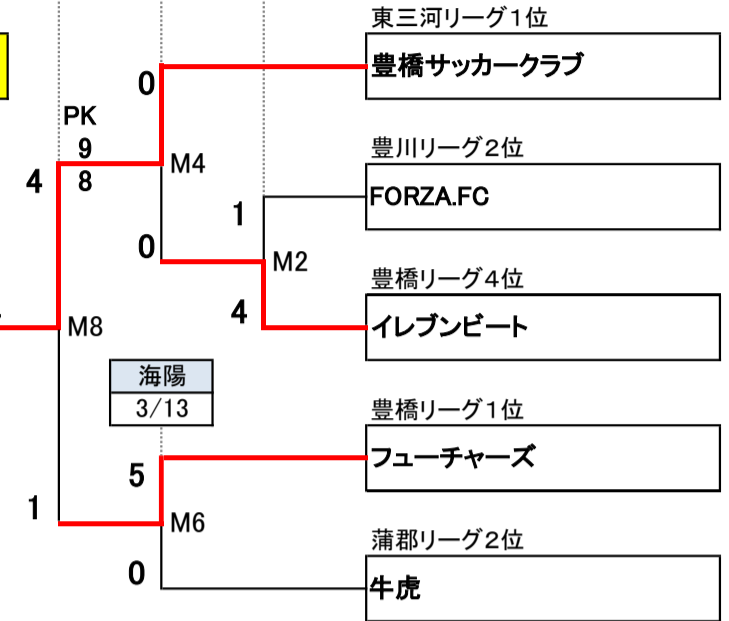 東三河リーグ1位
豊橋サッカークラブ
0
PK
9
8
4
M4
豊川リーグ2位
FORZA.FC
1
0
M2
豊橋リーグ4位
イレブンビート
4
M8
海陽
3/13
豊橋リーグ1位
フューチャーズ
5
1
M6
蒲郡リーグ2位
牛虎
0